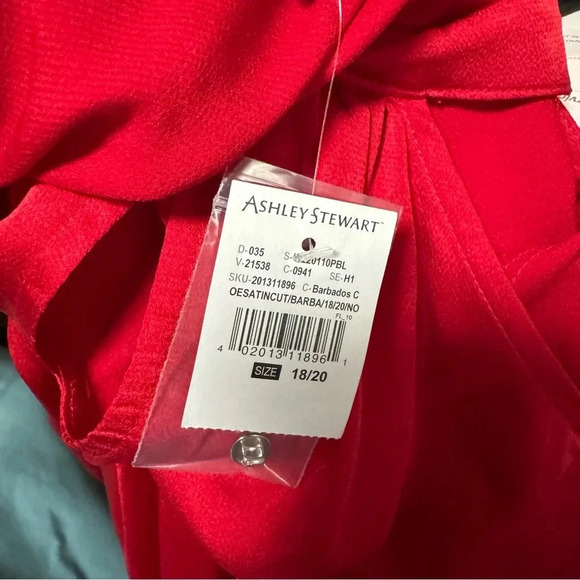 ASHLEY STEWART
D-035
V-21538 C-0941 SE-H1
SKU-201311896 C-Barbados C
OESATINCUT/BARBA/18/20/NO
FL_10
4 02013 11896 1
SIZE 18/20